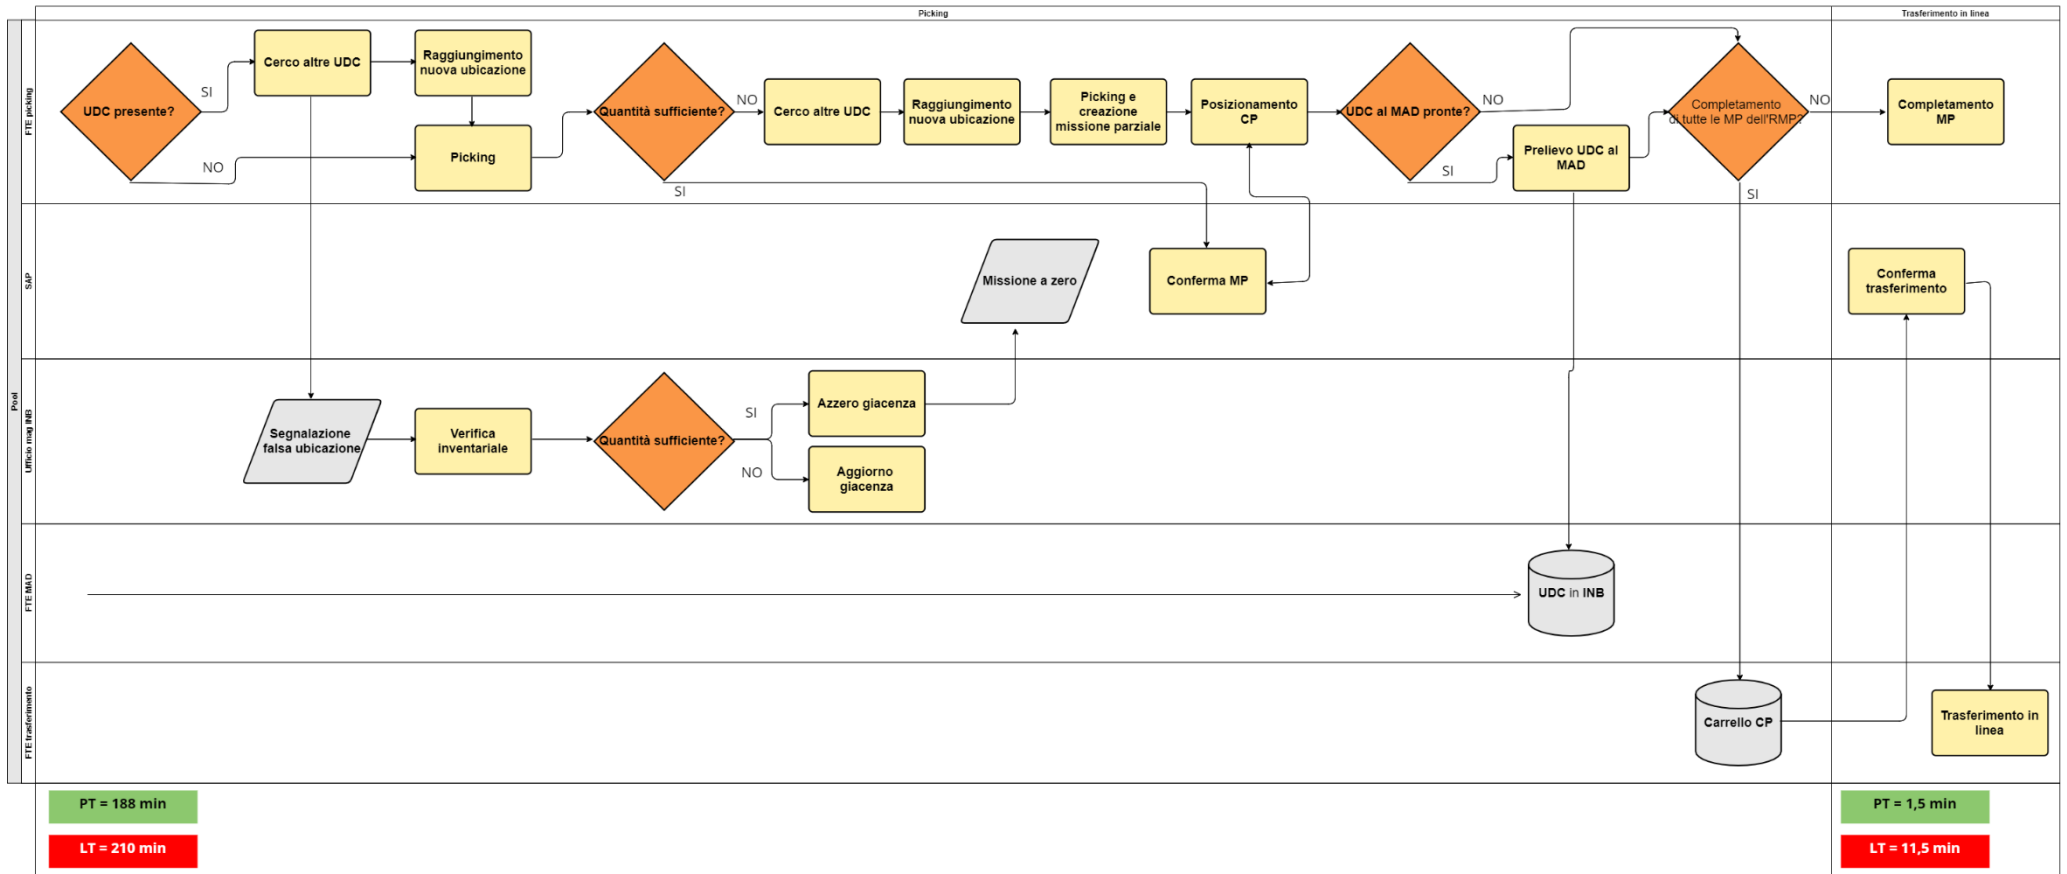 Picking
Trasferimento in linea
Pool
FTE picking
UDC presente?
SI
NO
Cerco altre UDC
Raggiungimento
nuova ubicazione
Picking
Quantità sufficiente?
NO
SI
Cerco altre UDC
Raggiungimento
nuova ubicazione
Picking e
creazione
missione parziale
Posizionamento
CP
UDC al MAD pronte?
NO
SI
Prelievo UDC al
MAD
Completamento
di tutte le MP dell'RMP?
NO
SI
Completamento
MP
SAP
Missione a zero
Conferma MP
Conferma
trasferimento
Ufficio mag INB
Segnalazione
falsa ubicazione
Verifica
inventariale
Quantità sufficiente?
SI
NO
Azzero giacenza
Aggiorno
giacenza
FTE MAD
UDC in INB
FTE trasferimento
Carrello CP
Trasferimento in
linea
PT = 188 min
LT = 210 min
PT = 1,5 min
LT = 11,5 min